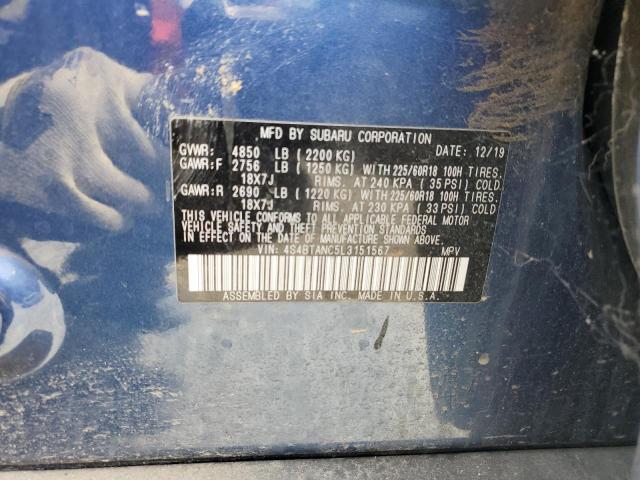 MFD BY SUBARU CORPORATION
GVWR: 4850 LB (2200 KG) DATE: 12/19
GAWR:F 2756 LB (1250 KG) WITH 225/60R18 100H TIRES.
18X7J RIMS. AT 240 KPA (35 PSI) COLD
GAWR:R 2690 LB (1220 KG) WITH 225/60R18 100H TIRES.
18X7J RIMS. AT 230 KPA (33 PSI) COLD
THIS VEHICLE CONFORMS TO ALL APPLICABLE FEDERAL MOTOR
VEHICLE SAFETY AND THEFT PREVENTION STANDARDS
IN EFFECT ON THE DATE OF MANUFACTURE SHOWN ABOVE.
VIN: 4S4BTANC5L3151567 MPV
ASSEMBLED BY SIA INC. MADE IN U.S.A.